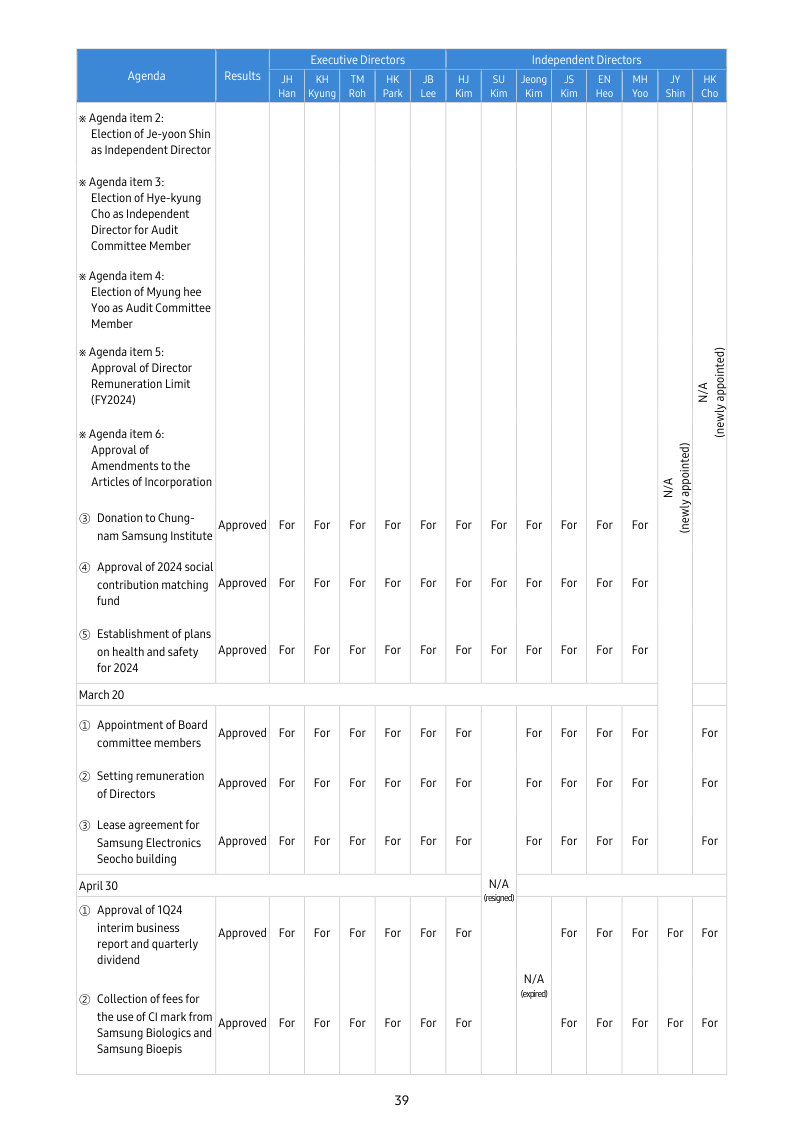 Agenda Results Executive Directors Independent Directors
JH Han KH Kyung TM Roh HK Park JB Lee HJ Kim SU Kim Jeong Kim JS Kim EN Heo MH Yoo JY Shin HK Cho
※ Agenda item 2:
Election of Je-yoon Shin
as Independent Director
※ Agenda item 3:
Election of Hye-kyung
Cho as Independent
Director for Audit
Committee Member
※ Agenda item 4:
Election of Myung hee
Yoo as Audit Committee
Member
※ Agenda item 5:
Approval of Director
Remuneration Limit
(FY2024)
※ Agenda item 6:
Approval of
Amendments to the
Articles of Incorporation
N/A
(newly appointed)
N/A
(newly appointed)
③ Donation to Chung-
nam Samsung Institute
Approved For For For For For For For For For For For
④ Approval of 2024 social
contribution matching
fund
Approved For For For For For For For For For For For
⑤ Establishment of plans
on health and safety
for 2024
Approved For For For For For For For For For For For
March 20
① Appointment of Board
committee members
Approved For For For For For For For For For For For
② Setting remuneration
of Directors
Approved For For For For For For For For For For For
③ Lease agreement for
Samsung Electronics
Seocho building
Approved For For For For For For For For For For For
April 30
N/A
(resigned)
① Approval of 1Q24
interim business
report and quarterly
dividend
Approved For For For For For For For For For For For
N/A
(expired)
② Collection of fees for
the use of CI mark from
Samsung Biologics and
Samsung Bioepis
Approved For For For For For For For For For For For
39